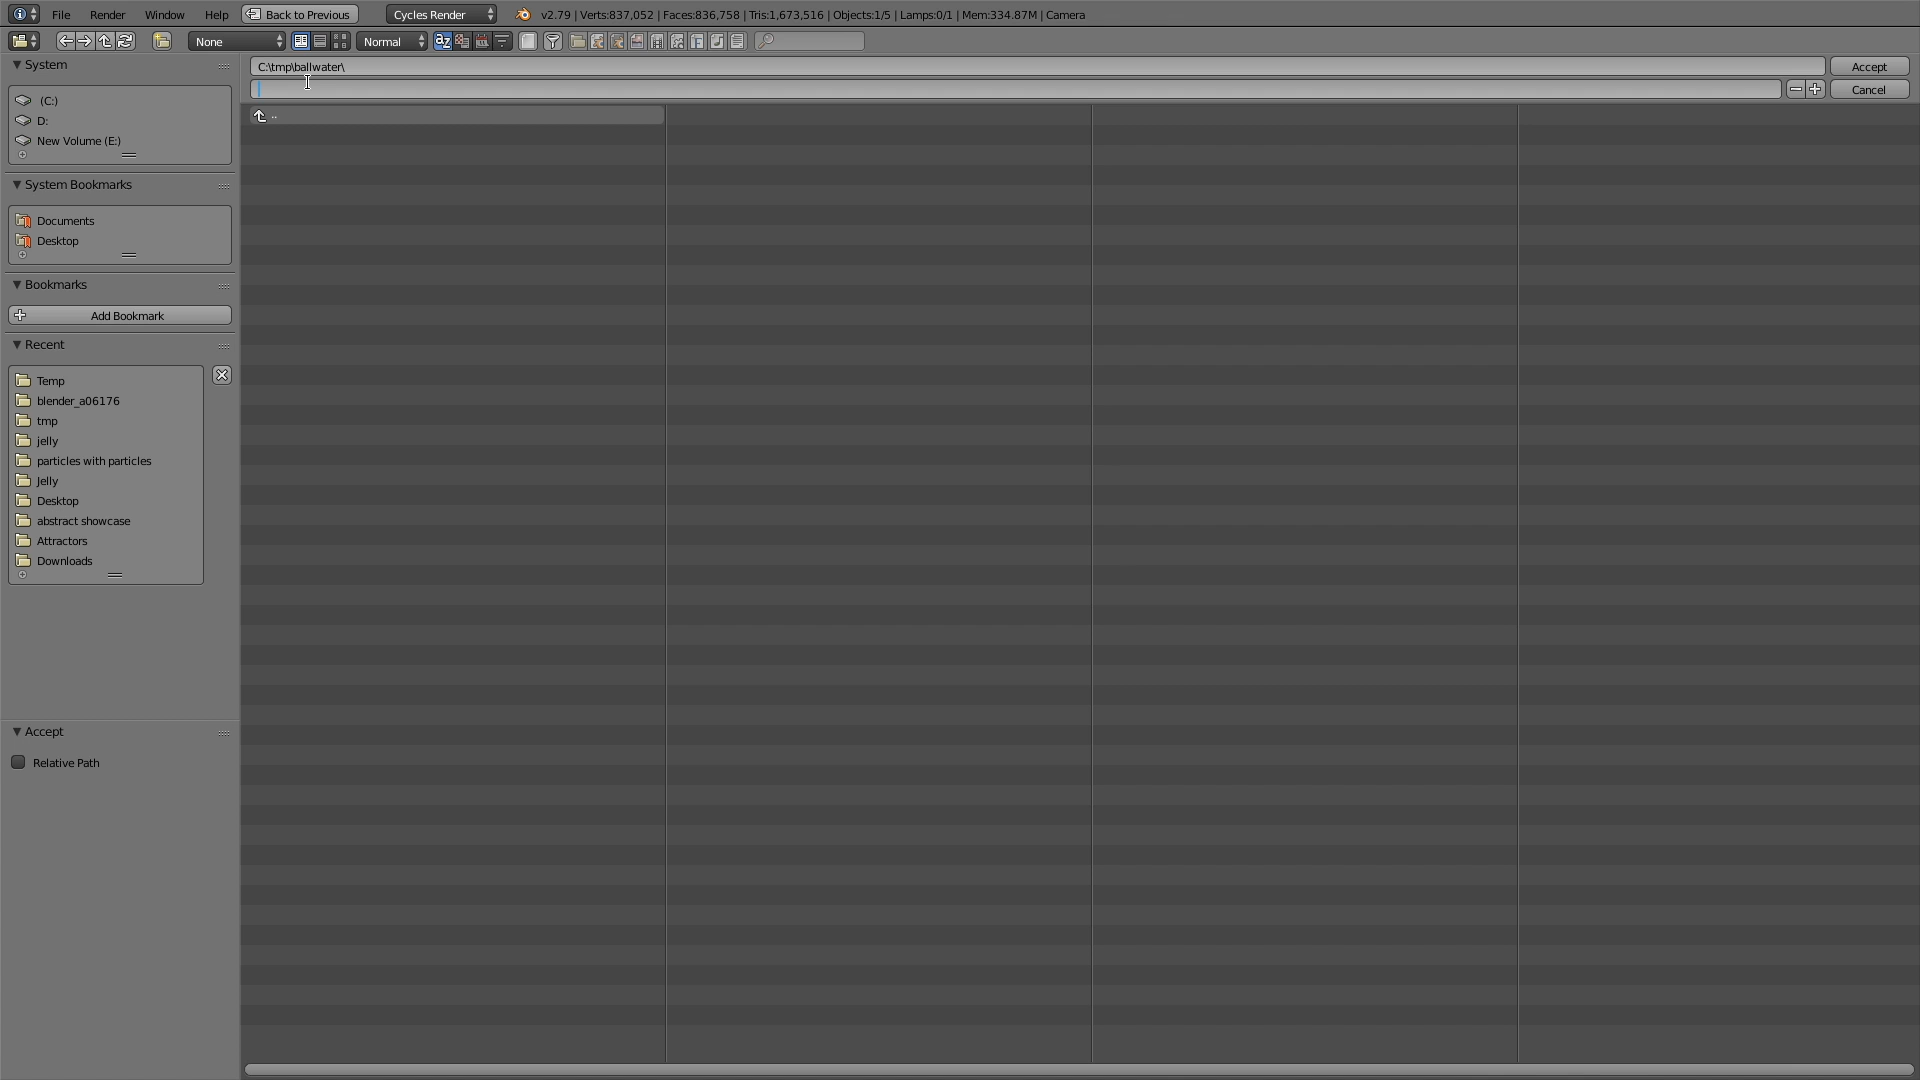 File Render Window Help Back to Previous Cycles Render v2.79 | Verts:837,052 | Faces:836,758 | Tris:1,673,516 | Objects:1/5 | Lamps:0/1 | Mem:334.87M | Camera
None Normal
System
(C:)
D:
New Volume (E:)
System Bookmarks
Documents
Desktop
Bookmarks
Add Bookmark
Recent
Temp
blender_a06176
tmp
jelly
particles with particles
Jelly
Desktop
abstract showcase
Attractors
Downloads
Accept
Relative Path
C:\tmp\ballwater\
Accept
Cancel
..